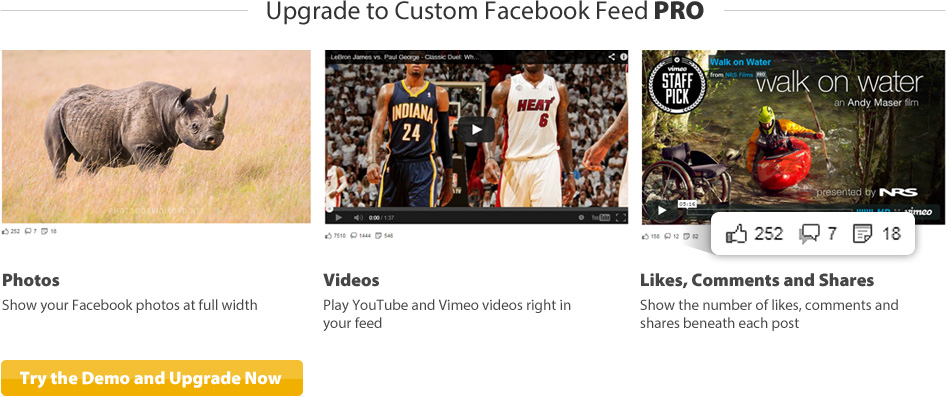 Upgrade to Custom Facebook Feed PRO
LeBron James vs. Paul George - Classic Duel: Wh...
INDIANA
24
HEAT
6
0:00 / 1:37
YouTube
vimeo
STAFF
PICK
Walk on Water
from NRS Films PRO
walk on water
an Andy Maser film
presented by NRS
05:16
HD vimeo
252 7 18
7510 1444 546
158 12 82
252 7 18
Photos
Show your Facebook photos at full width
Videos
Play YouTube and Vimeo videos right in
your feed
Likes, Comments and Shares
Show the number of likes, comments and
shares beneath each post
Try the Demo and Upgrade Now